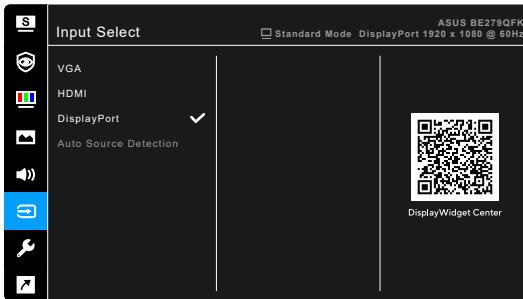 S
ASUS BE279QFK
Input Select
Standard Mode DisplayPort 1920 x 1080 @ 60Hz
VGA
HDMI
DisplayPort
Auto Source Detection
DisplayWidget Center